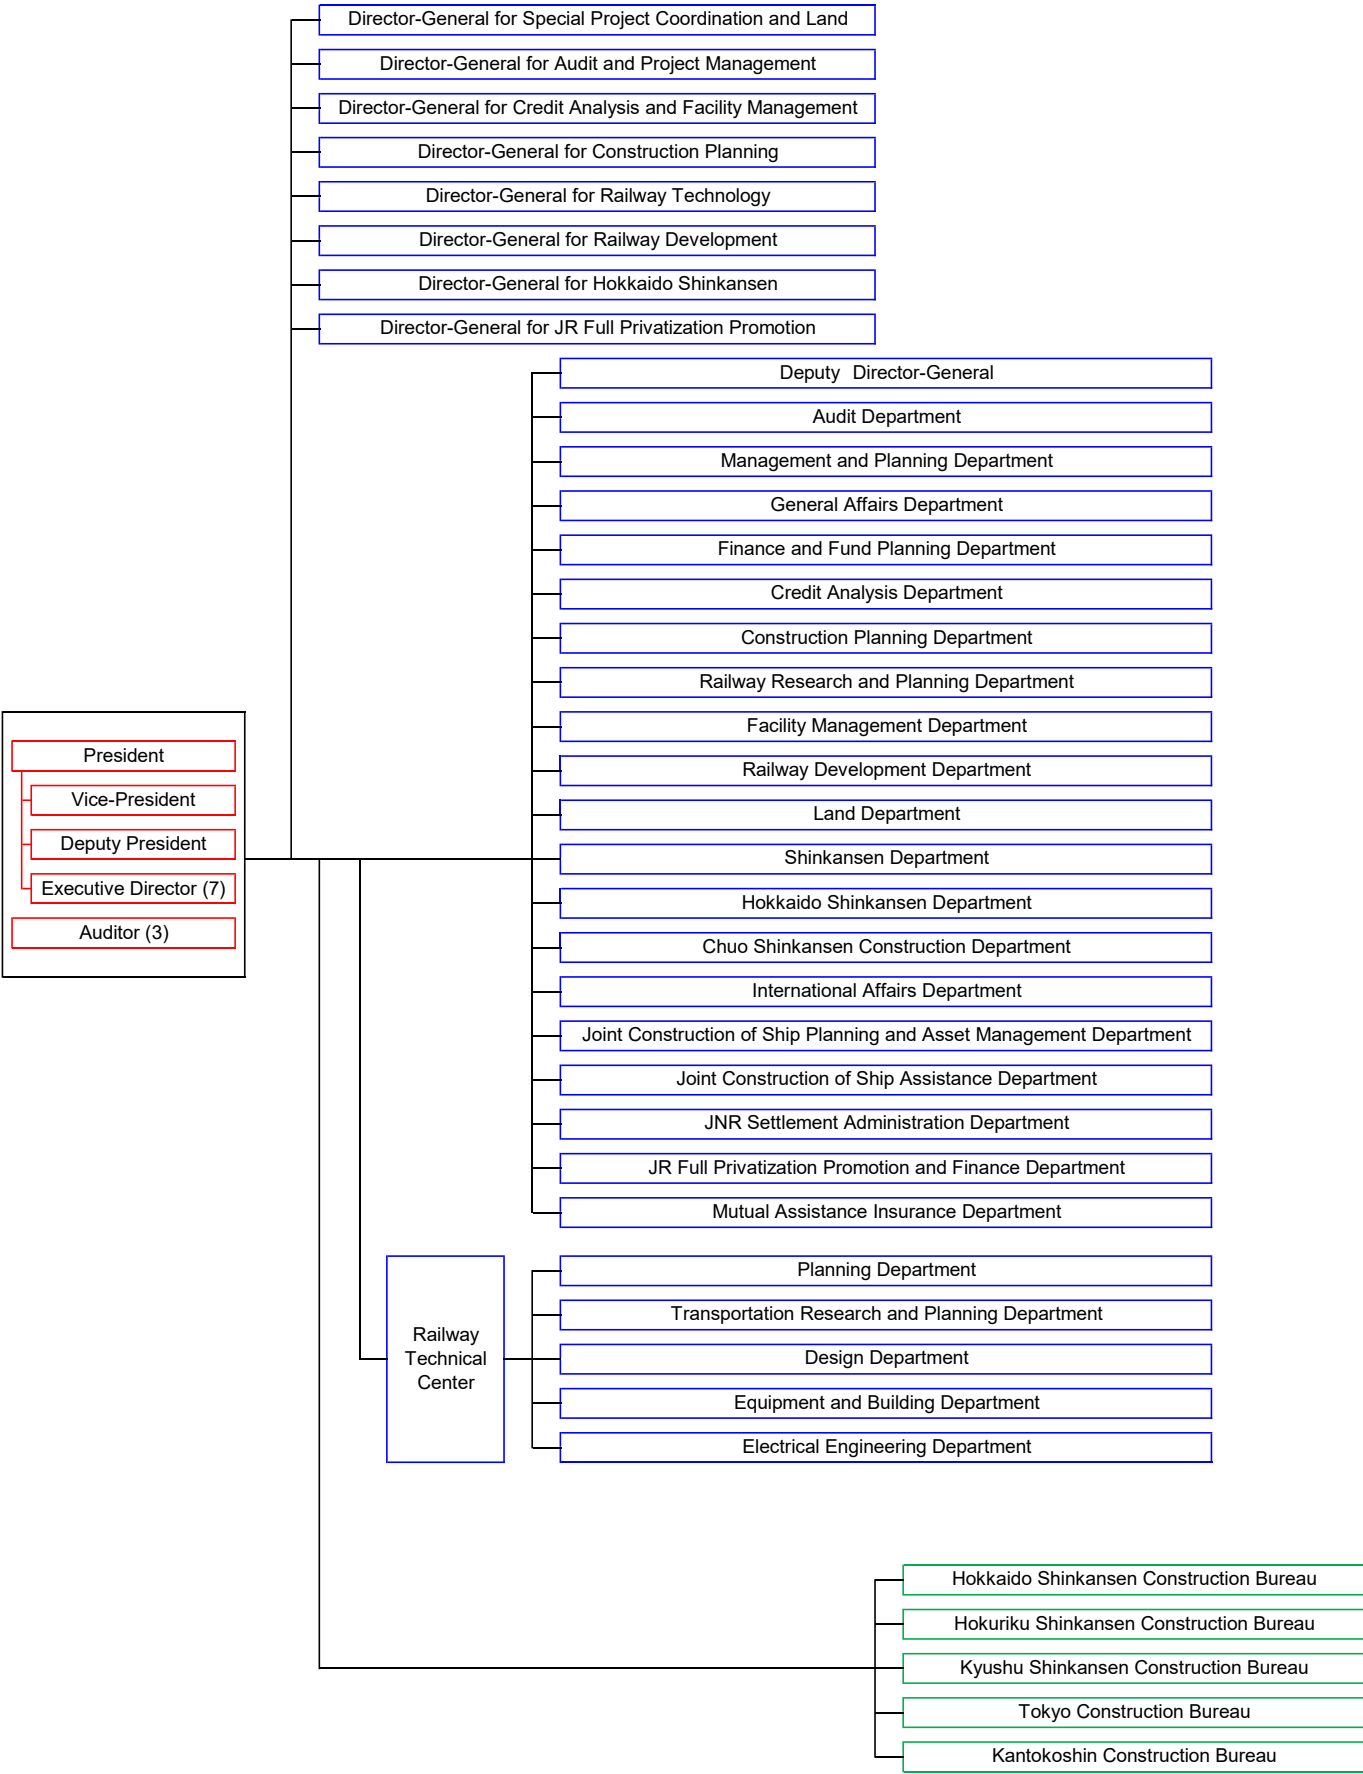 Director-General for Special Project Coordination and Land
Director-General for Audit and Project Management
Director-General for Credit Analysis and Facility Management
Director-General for Construction Planning
Director-General for Railway Technology
Director-General for Railway Development
Director-General for Hokkaido Shinkansen
Director-General for JR Full Privatization Promotion
Deputy Director-General
Audit Department
Management and Planning Department
General Affairs Department
Finance and Fund Planning Department
Credit Analysis Department
Construction Planning Department
Railway Research and Planning Department
Facility Management Department
Railway Development Department
Land Department
Shinkansen Department
Hokkaido Shinkansen Department
Chuo Shinkansen Construction Department
International Affairs Department
Joint Construction of Ship Planning and Asset Management Department
Joint Construction of Ship Assistance Department
JNR Settlement Administration Department
JR Full Privatization Promotion and Finance Department
Mutual Assistance Insurance Department
President
Vice-President
Deputy President
Executive Director (7)
Auditor (3)
Railway
Technical
Center
Planning Department
Transportation Research and Planning Department
Design Department
Equipment and Building Department
Electrical Engineering Department
Hokkaido Shinkansen Construction Bureau
Hokuriku Shinkansen Construction Bureau
Kyushu Shinkansen Construction Bureau
Tokyo Construction Bureau
Kantokoshin Construction Bureau